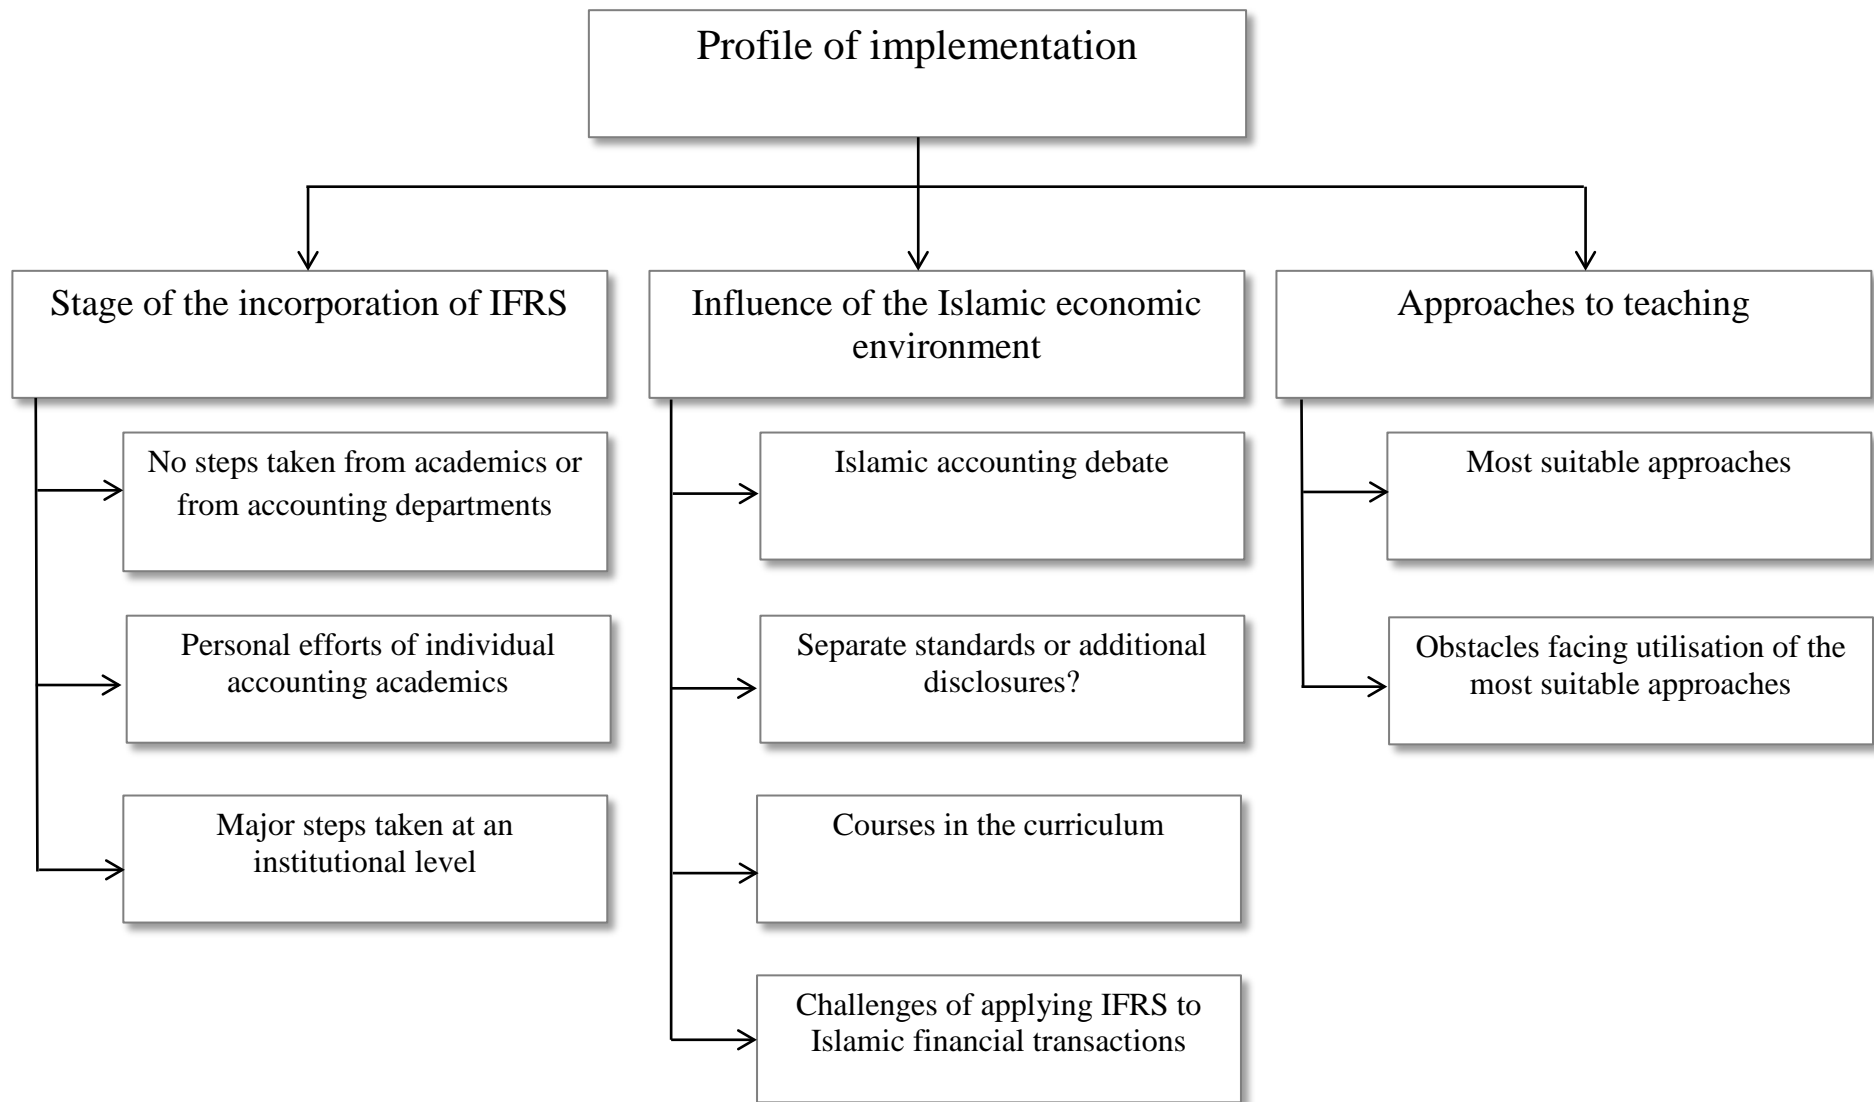 Profile of implementation
Stage of the incorporation of IFRS
No steps taken from academics or
from accounting departments
Personal efforts of individual
accounting academics
Major steps taken at an
institutional level
Influence of the Islamic economic
environment
Islamic accounting debate
Separate standards or additional
disclosures?
Courses in the curriculum
Challenges of applying IFRS to
Islamic financial transactions
Approaches to teaching
Most suitable approaches
Obstacles facing utilisation of the
most suitable approaches